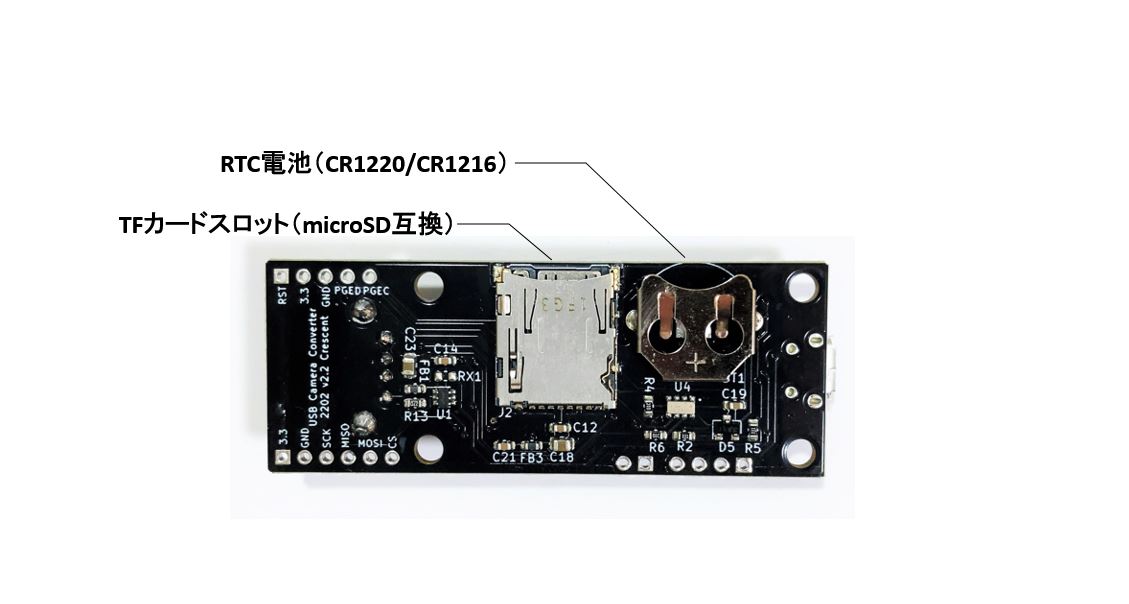 RTC電池（CR1220/CR1216）
TFカードスロット（microSD互換）
RST
3.3
GND
PGED
PGEC
USB Camera Converter
2202 v2.2 Crescent
C23
C14
FB1
RX1
R13
U1
1FG3
J2
C12
C21
FB3
C18
+
U4
R4
C19
R6
R2
D5
R5
3.3
GND
SCK
MISO
MOSI